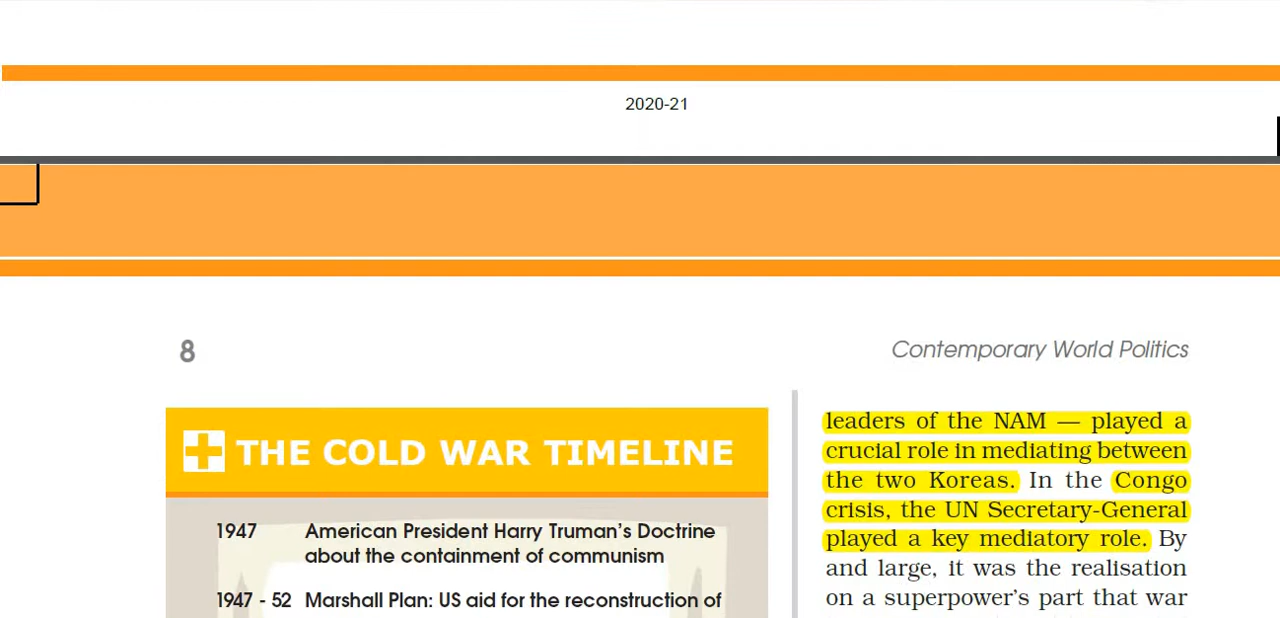 2020-21
8
Contemporary World Politics
THE COLD WAR TIMELINE
1947 American President Harry Truman's Doctrine
about the containment of communism
1947 - 52 Marshall Plan: US aid for the reconstruction of
leaders of the NAM — played a
crucial role in mediating between
the two Koreas. In the Congo
crisis, the UN Secretary-General
played a key mediatory role. By
and large, it was the realisation
on a superpower's part that war